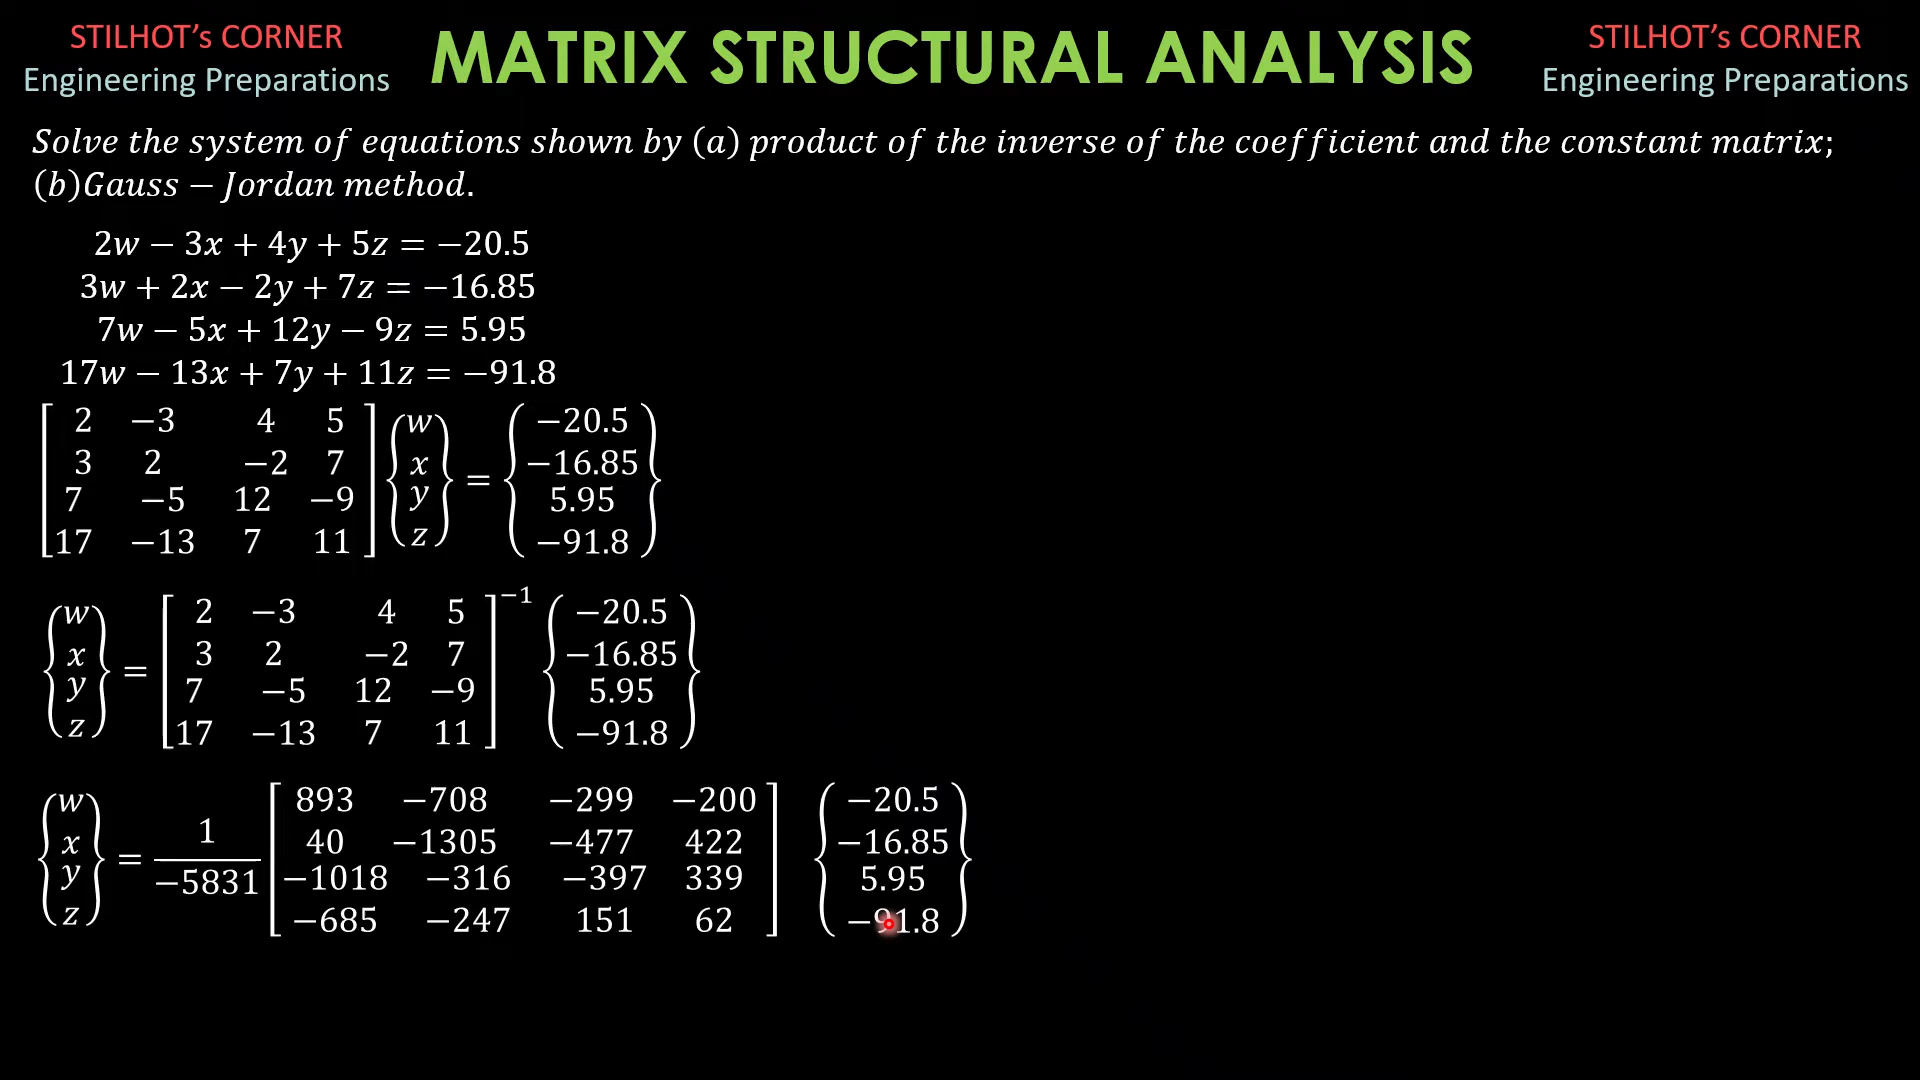 STILHOT's CORNER
Engineering Preparations
MATRIX STRUCTURAL ANALYSIS
STILHOT's CORNER
Engineering Preparations
Solve the system of equations shown by (a) product of the inverse of the coefficient and the constant matrix;
(b)Gauss − Jordan method.
2w − 3x + 4y + 5z = −20.5
3w + 2x − 2y + 7z = −16.85
7w − 5x + 12y − 9z = 5.95
17w − 13x + 7y + 11z = −91.8
2 −3 4 5 w −20.5
3 2 −2 7 x −16.85
=
7 −5 12 −9 y 5.95
17 −13 7 11 z −91.8
−1
w 2 −3 4 5 −20.5
x 3 2 −2 7 −16.85
=
y 7 −5 12 −9 5.95
z 17 −13 7 11 −91.8
w 893 −708 −299 −200 −20.5
x 1 40 −1305 −477 422 −16.85
=
y −5831 −1018 −316 −397 339 5.95
z −685 −247 151 62 −91.8